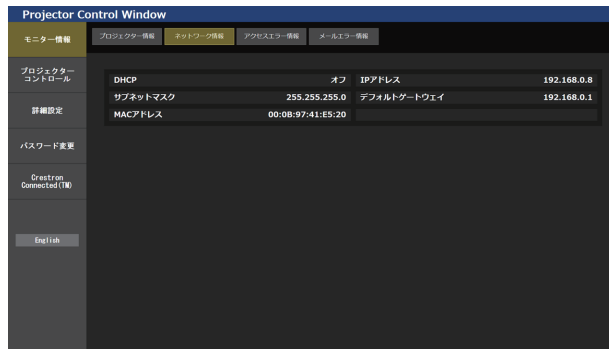 Projector Control Window
モニター情報
プロジェクター情報 ネットワーク情報 アクセスエラー情報 メールエラー情報
プロジェクター
コントロール
詳細設定
パスワード変更
Crestron
Connected(TM)
English
DHCP オフ IPアドレス 192.168.0.8
サブネットマスク 255.255.255.0 デフォルトゲートウェイ 192.168.0.1
MACアドレス 00:0B:97:41:E5:20